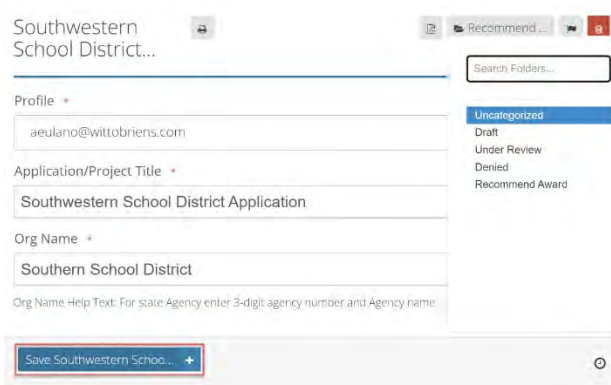 Southwestern
School District...
Recommend ...
Search Folders...
Uncategorized
Draft
Under Review
Denied
Recommend Award
Profile *
aeulano@wittobriens.com
Application/Project Title *
Southwestern School District Application
Org Name *
Southern School District
Org Name Help Text: For state Agency enter 3-digit agency number and Agency name
Save Southwestern Schoo... +